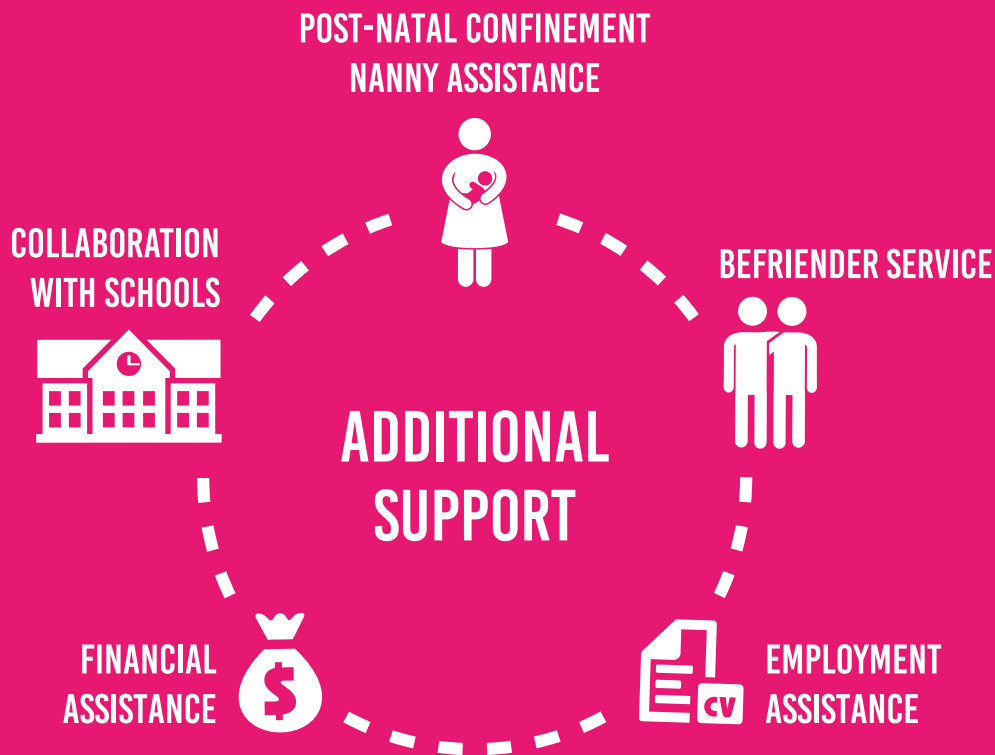 POST-NATAL CONFINEMENT
NANNY ASSISTANCE
COLLABORATION
WITH SCHOOLS
BEFRIENDER SERVICE
ADDITIONAL
SUPPORT
FINANCIAL
ASSISTANCE
$
CV
EMPLOYMENT
ASSISTANCE